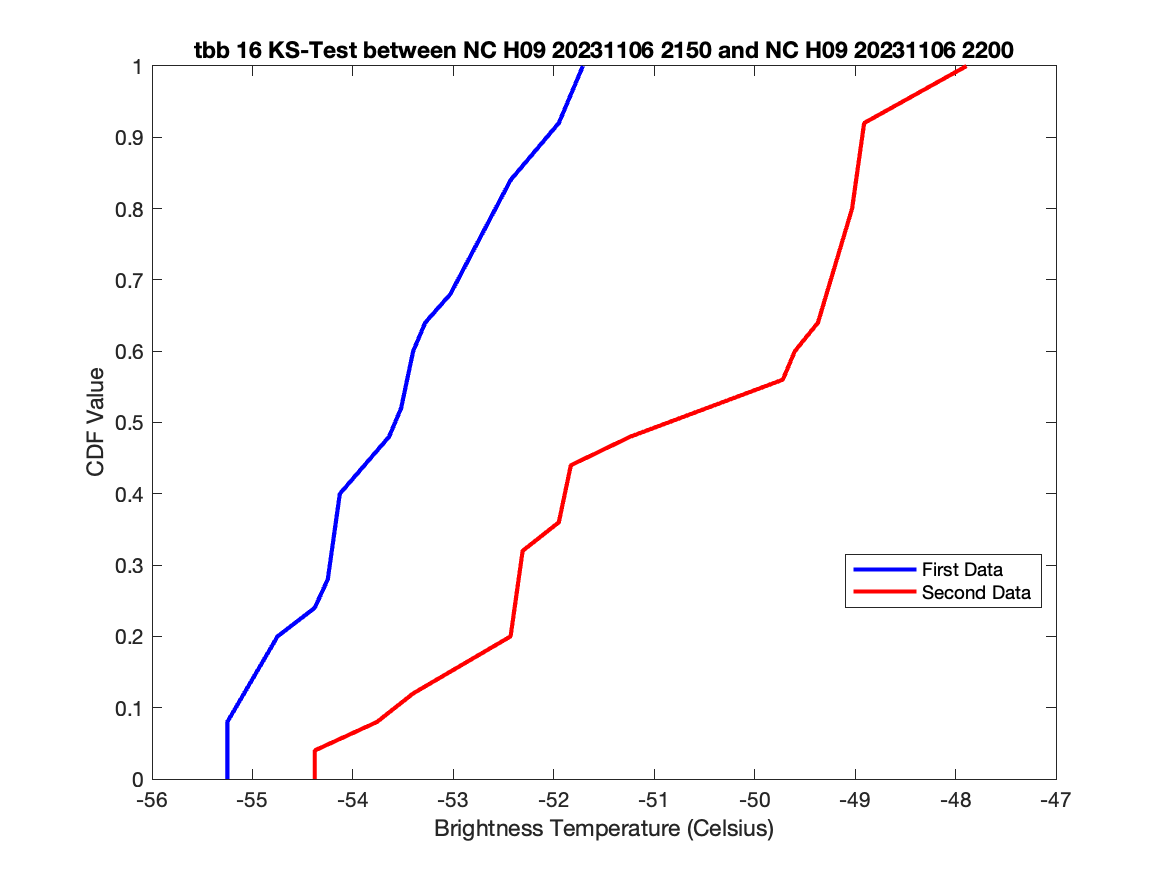 tbb 16 KS-Test between NC H09 20231106 2150 and NC H09 20231106 2200
1
0.9
0.8
0.7
0.6
0.5
0.4
0.3
0.2
0.1
0
CDF Value
First Data
Second Data
-56 -55 -54 -53 -52 -51 -50 -49 -48 -47
Brightness Temperature (Celsius)